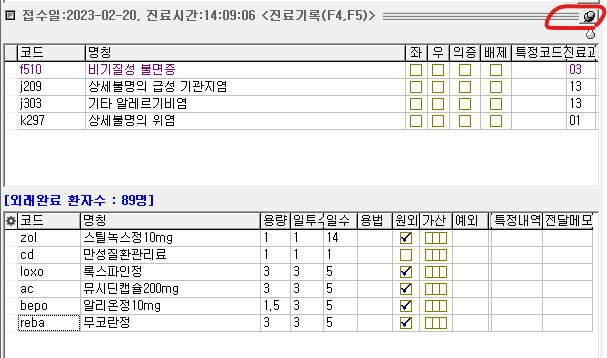 접수일:2023-02-20, 진료시간:14:09:06 <진료기록(F4,F5)>
코드 명칭 좌 우 의증 배제 특정코드 진료과
f510 비기질성 불면증 03
j209 상세불명의 급성 기관지염 13
j303 기타 알레르기비염 13
k297 상세불명의 위염 01
[외래완료 환자수 : 89명]
코드 명칭 용량 일투수 일수 용법 원외 가산 예외 특정내역 전달메모
zol 스틸녹스정10mg 1 1 14
cd 만성질환관리료 1 1 1
loxo 록스파인정 3 3 5
ac 뮤시딘캡슐200mg 3 3 5
bepo 알리온정10mg 1.5 3 5
reba 무코란정 3 3 5